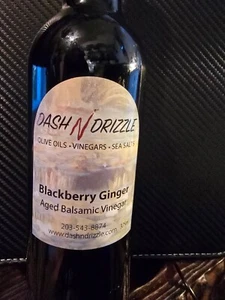 DASH N DRIZZLE
OLIVE OILS • VINEGARS • SEA SALTS
Blackberry Ginger
Aged Balsamic Vinegar
203-543-8874
www.dashndrizzle.com